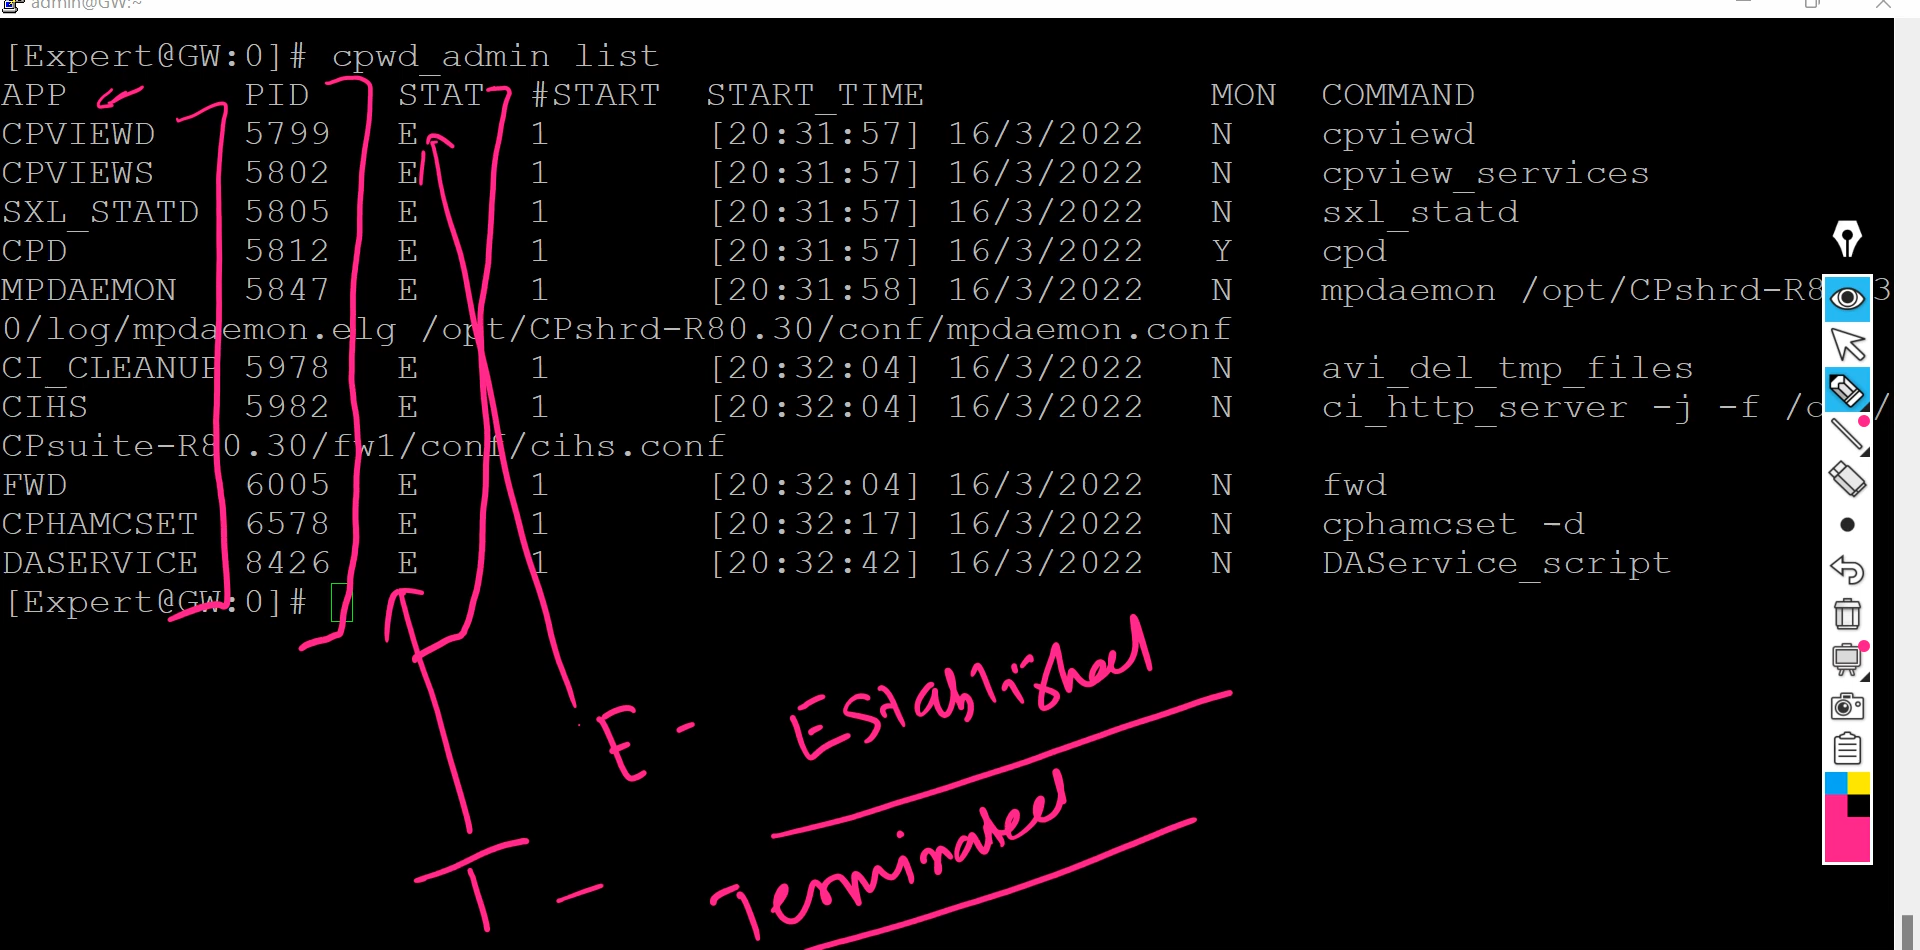 admin@GW:~
[Expert@GW:0]# cpwd_admin list
APP PID STAT #START START_TIME MON COMMAND
CPVIEWD 5799 E 1 [20:31:57] 16/3/2022 N cpviewd
CPVIEWS 5802 E 1 [20:31:57] 16/3/2022 N cpview_services
SXL_STATD 5805 E 1 [20:31:57] 16/3/2022 N sxl_statd
CPD 5812 E 1 [20:31:57] 16/3/2022 Y cpd
MPDAEMON 5847 E 1 [20:31:58] 16/3/2022 N mpdaemon /opt/CPshrd-R8 3
0/log/mpdaemon.elg /opt/CPshrd-R80.30/conf/mpdaemon.conf
CI_CLEANUP 5978 E 1 [20:32:04] 16/3/2022 N avi_del_tmp_files
CIHS 5982 E 1 [20:32:04] 16/3/2022 N ci_http_server -j -f /
CPsuite-R80.30/fw1/conf/cihs.conf
FWD 6005 E 1 [20:32:04] 16/3/2022 N fwd
CPHAMCSET 6578 E 1 [20:32:17] 16/3/2022 N cphamcset -d
DASERVICE 8426 E 1 [20:32:42] 16/3/2022 N DAService_script
[Expert@GW:0]#
E - Established
T - Terminated